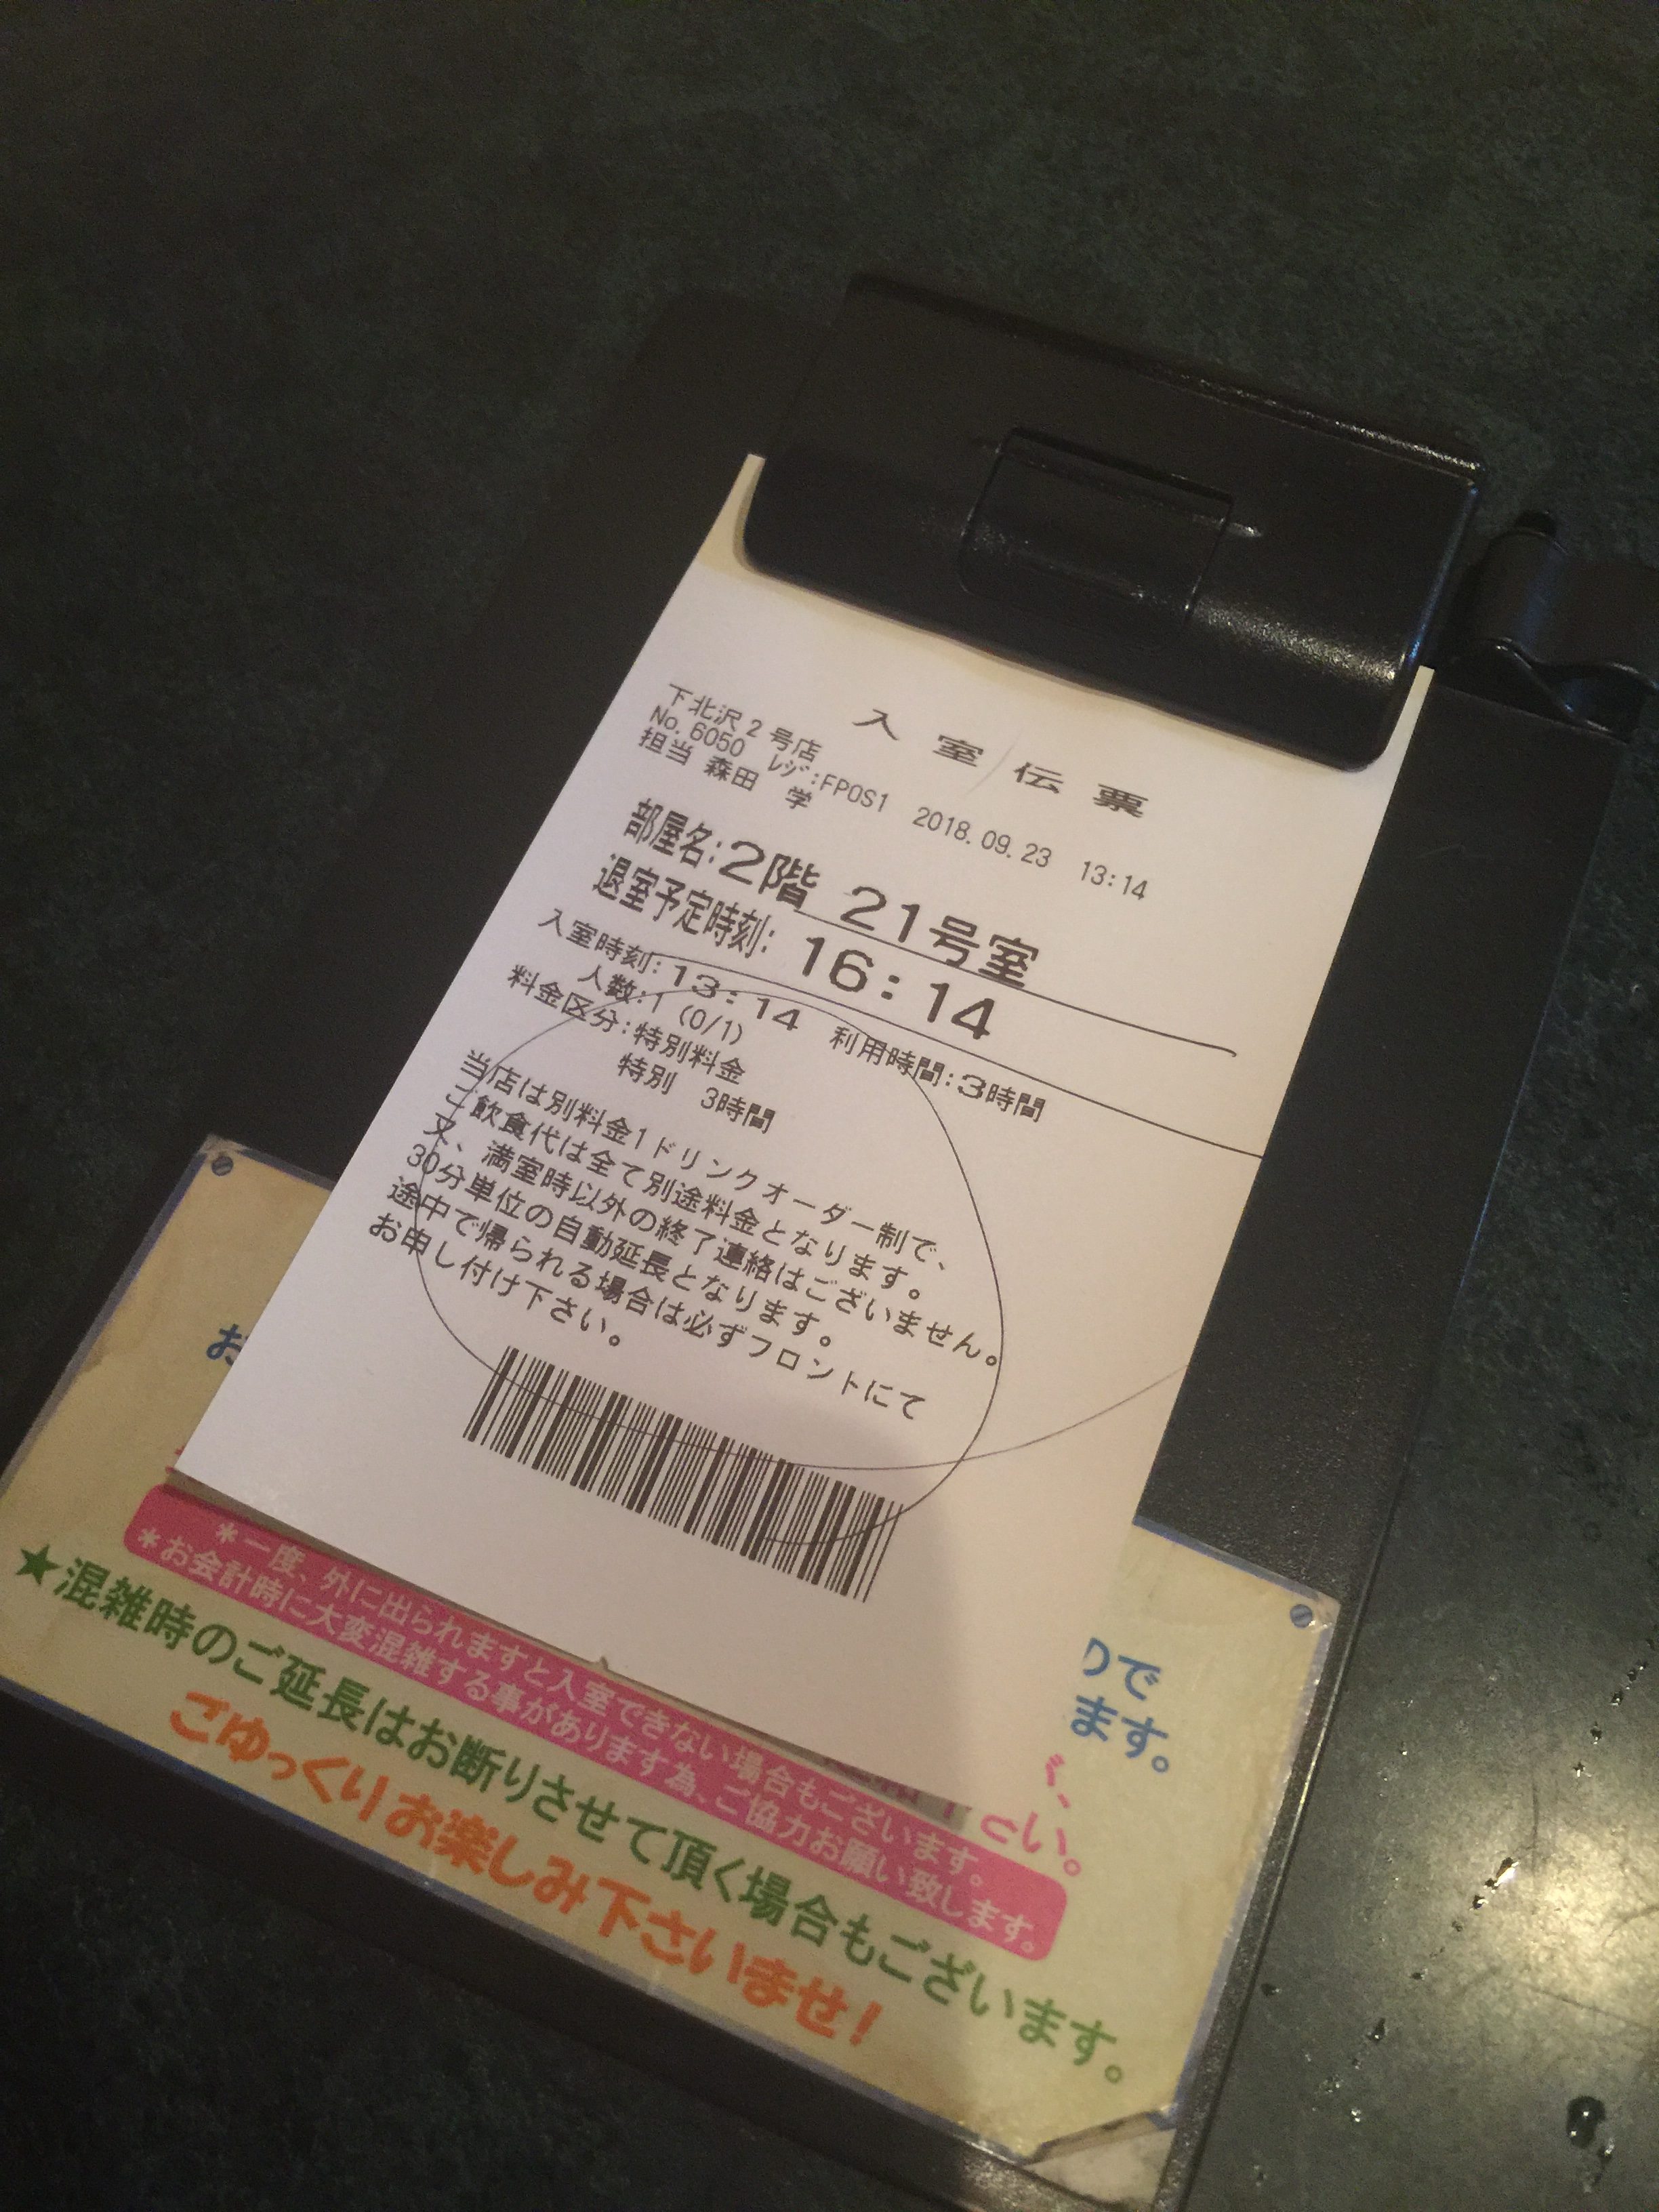 入室伝票
下北沢2号店
No.6050 ﾚｼﾞ:FPOS1 2018.09.23 13:14
担当 森田 学
部屋名:2階 21号室
退室予定時刻: 16:14
入室時刻:13:14 利用時間:3時間
人数:1 (0/1)
料金区分:特別料金
特別 3時間
当店は別料金1ドリンクオーダー制で、
ご飲食代は全て別途料金となります。
又、満室時以外の終了連絡はございません。
30分単位の自動延長となります。
途中で帰られる場合は必ずフロントにて
お申し付け下さい。
お
りで
ます。
さい。
*一度、外に出られますと入室できない場合もございます。
*お会計時に大変混雑する事があります為、ご協力お願い致します。
★混雑時のご延長はお断りさせて頂く場合もございます。
ごゆっくりお楽しみ下さいませ!